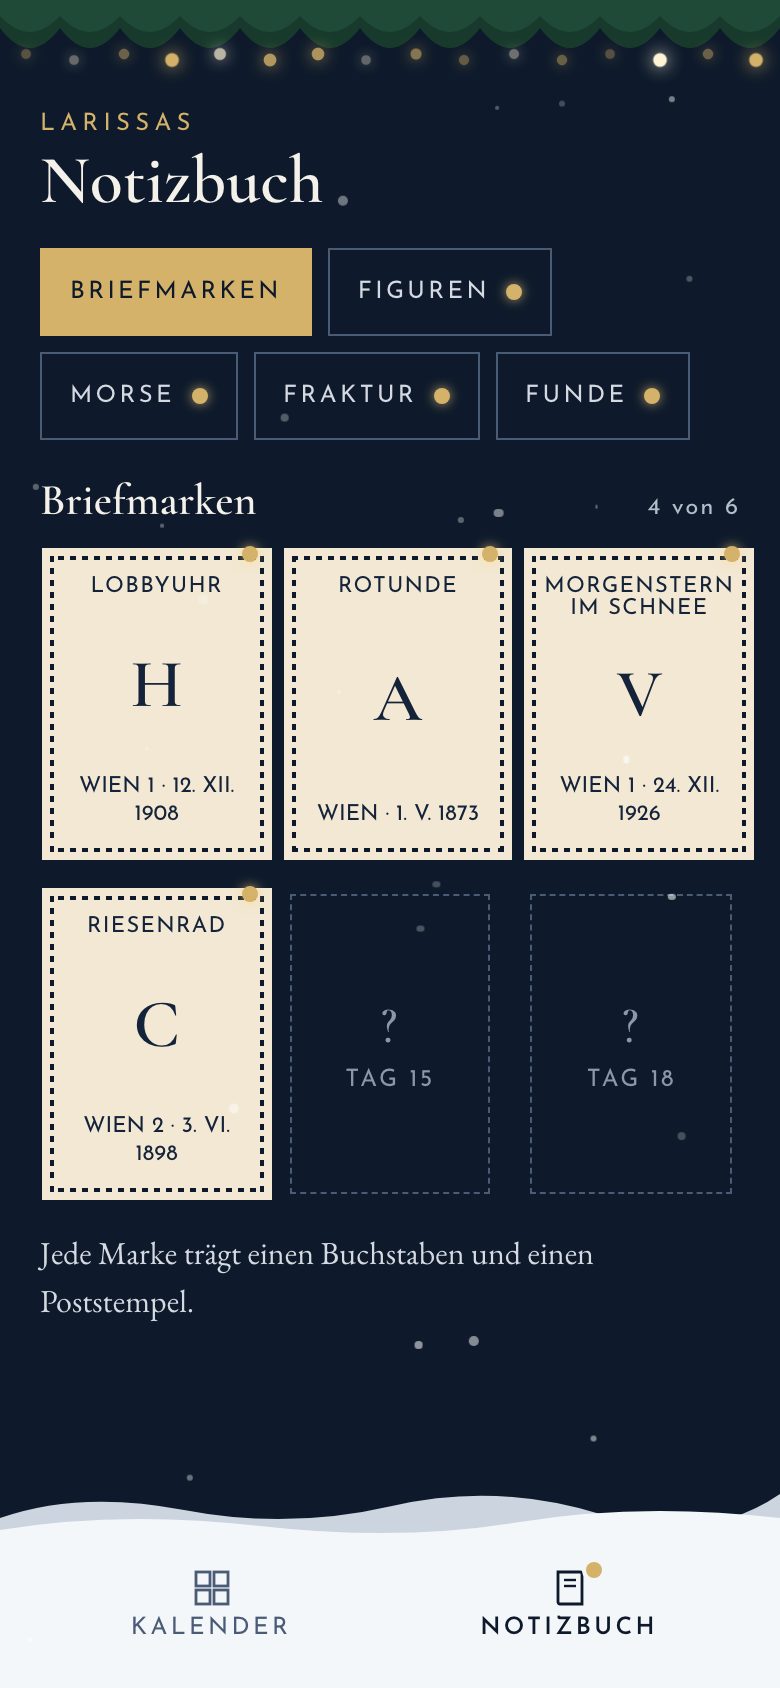 LARISSAS
Notizbuch
BRIEFMARKEN
FIGUREN
MORSE
FRAKTUR
FUNDE
Briefmarken
4 von 6
LOBBYUHR
H
WIEN 1 · 12. XII.
1908
ROTUNDE
A
WIEN · 1. V. 1873
MORGENSTERN
IM SCHNEE
V
WIEN 1 · 24. XII.
1926
RIESENRAD
C
WIEN 2 · 3. VI.
1898
?
TAG 15
?
TAG 18
Jede Marke trägt einen Buchstaben und einen
Poststempel.
KALENDER
NOTIZBUCH